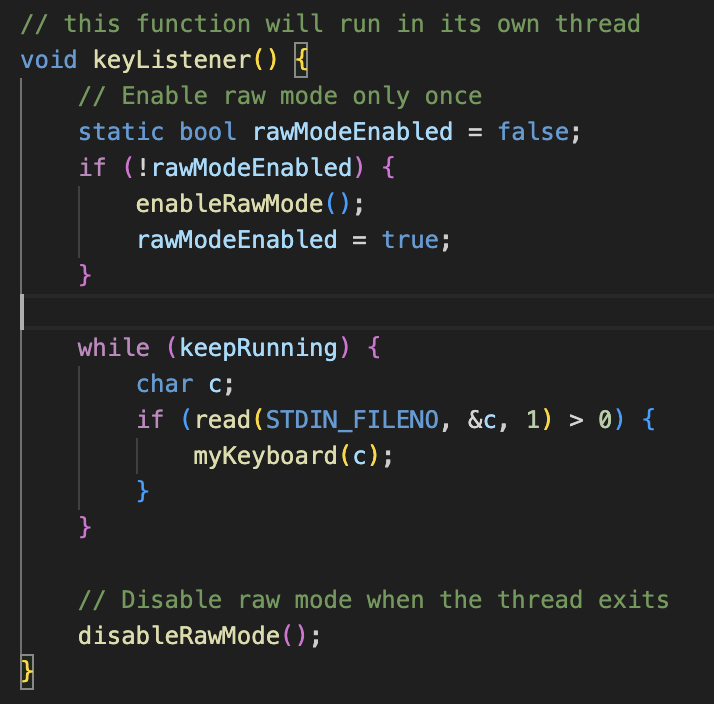 // this function will run in its own thread
void keyListener() {
    // Enable raw mode only once
    static bool rawModeEnabled = false;
    if (!rawModeEnabled) {
        enableRawMode();
        rawModeEnabled = true;
    }

    while (keepRunning) {
        char c;
        if (read(STDIN_FILENO, &c, 1) > 0) {
            myKeyboard(c);
        }
    }

    // Disable raw mode when the thread exits
    disableRawMode();
}